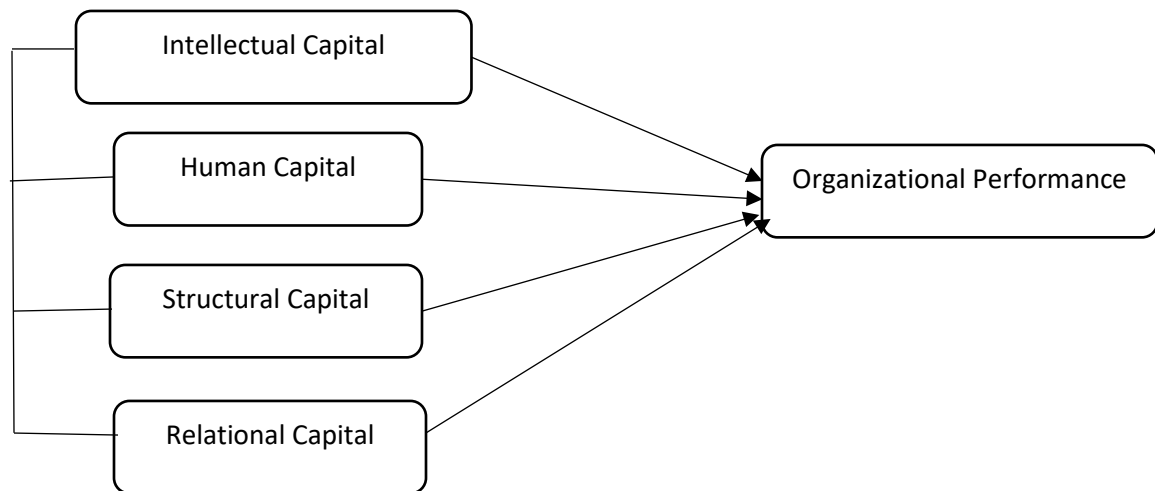 Intellectual Capital
Human Capital
Organizational Performance
Structural Capital
Relational Capital